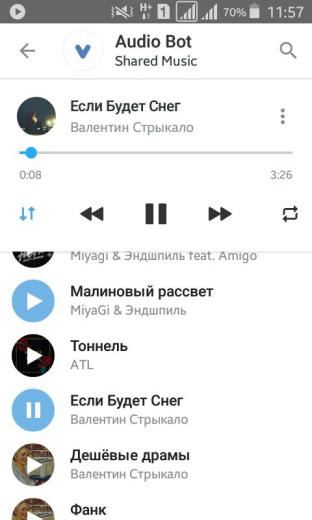 H+
1
70%
11:57
Audio Bot
Shared Music
Если Будет Снег
Валентин Стрыкало
0:08
3:26
Miyagi & Эндшпиль feat. Amigo
Малиновый рассвет
MiyaGi & Эндшпиль
Тоннель
ATL
Если Будет Снег
Валентин Стрыкало
Дешёвые драмы
Валентин Стрыкало
Фанк